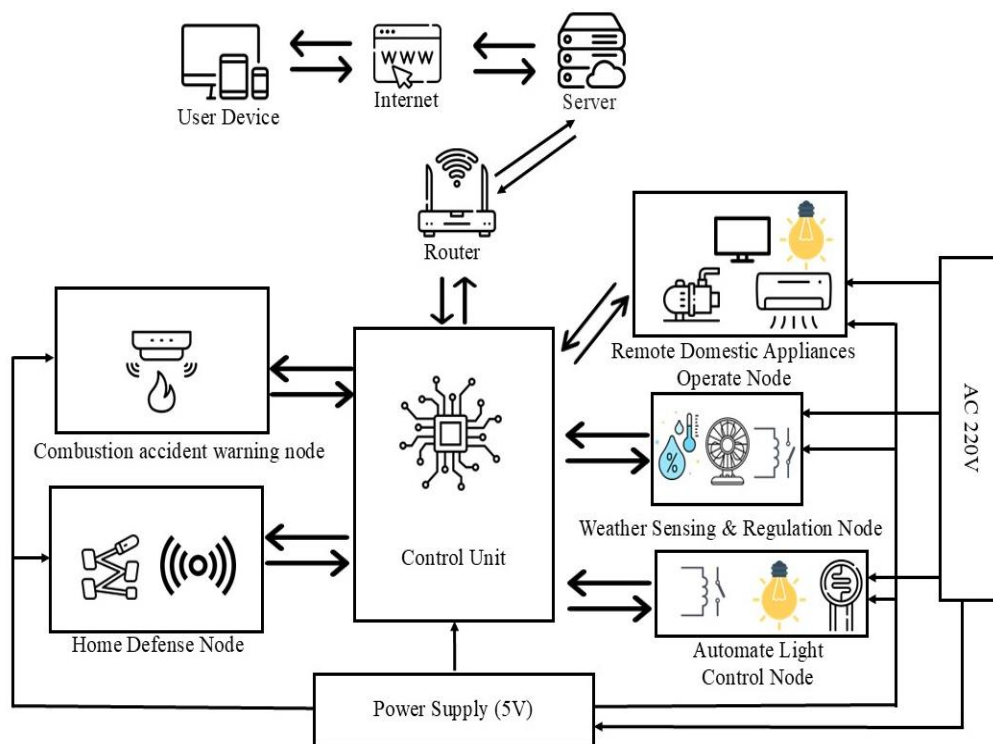 WWW
User Device
Internet
Server
Router
Remote Domestic Appliances
Operate Node
Combustion accident warning node
%
Weather Sensing & Regulation Node
Control Unit
Home Defense Node
Automate Light
Control Node
Power Supply (5V)
AC 220V